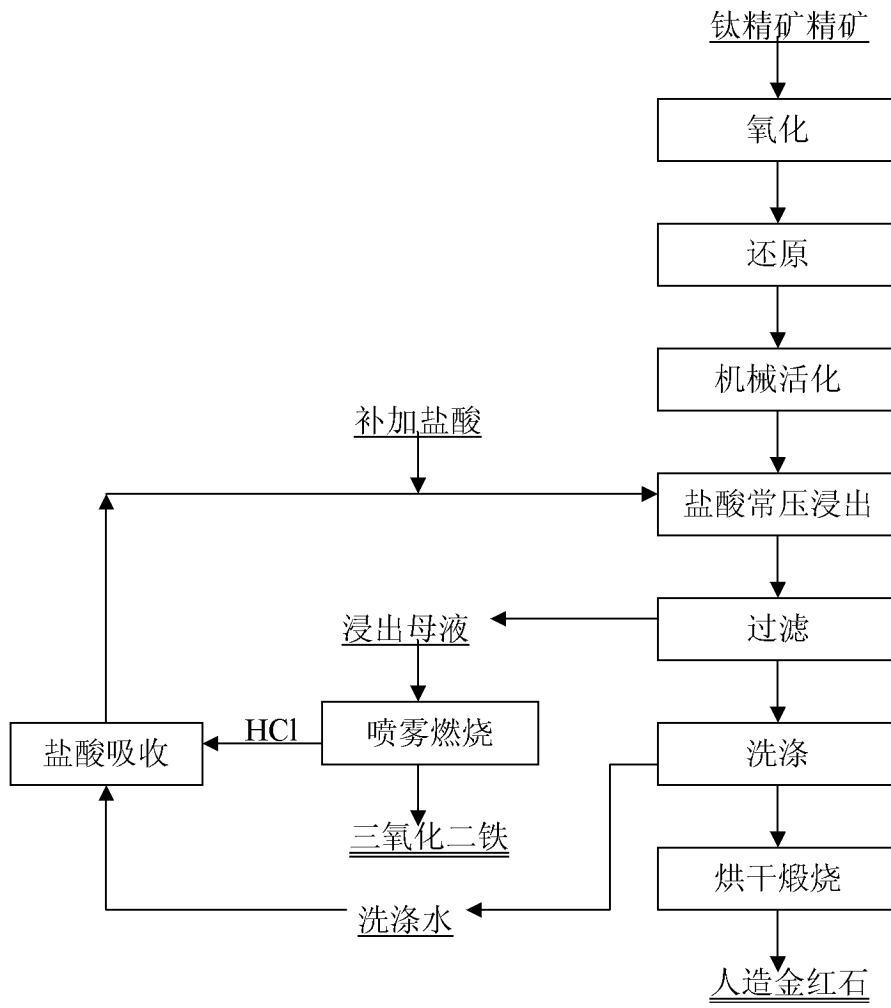 钛精矿精矿
氧化
还原
机械活化
补加盐酸
盐酸常压浸出
浸出母液
过滤
盐酸吸收
HCl
喷雾燃烧
洗涤
三氧化二铁
烘干煅烧
洗涤水
人造金红石